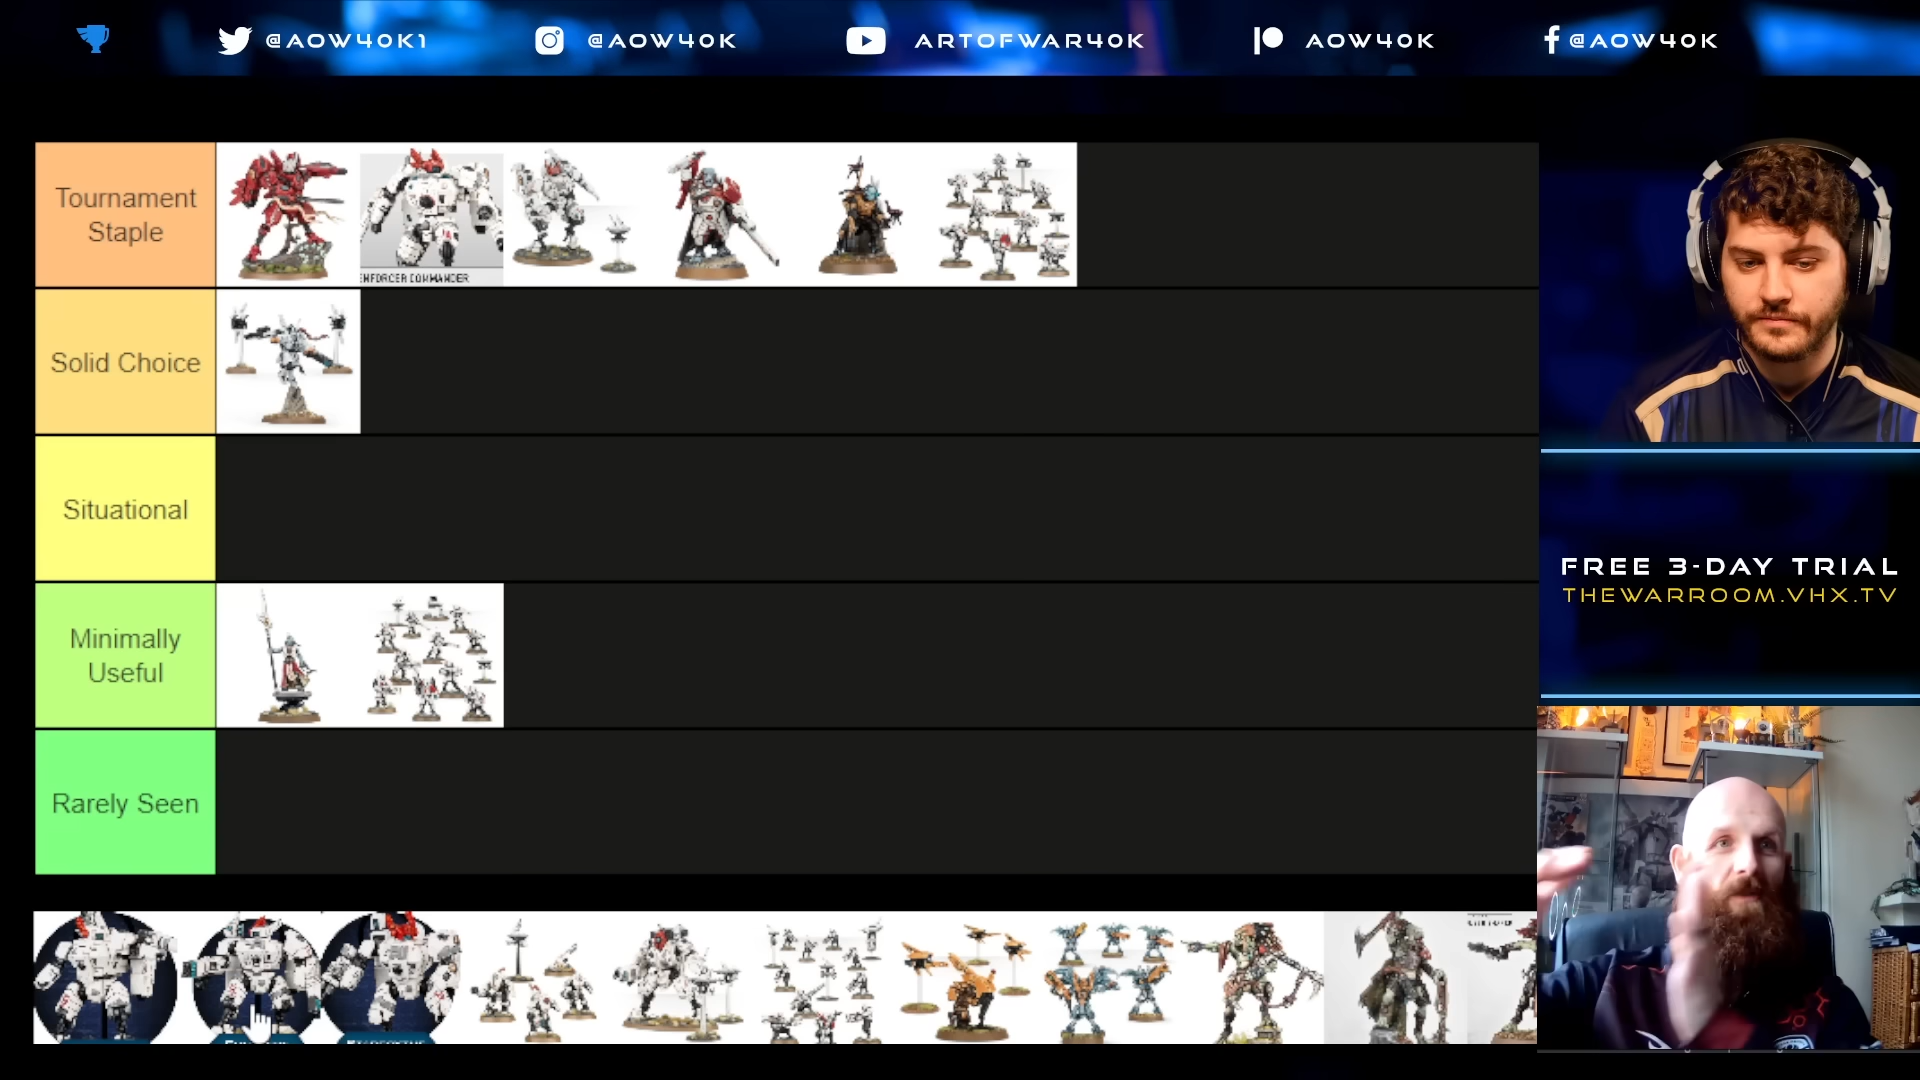 @AOW40K1
@AOW40K
ARTOFWAR40K
AOW40K
@AOW40K
Tournament
Staple
ENFORCER COMMANDER
Solid Choice
Situational
FREE 3-DAY TRIAL
THEWARROOM.VHX.TV
Minimally
Useful
Rarely Seen